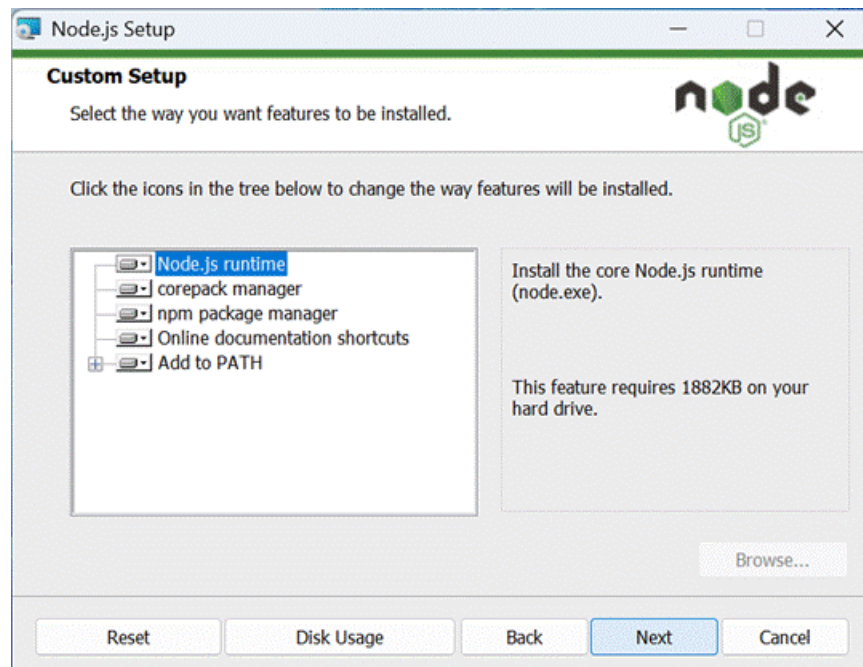 Node.js Setup
Custom Setup
Select the way you want features to be installed.
node
JS
Click the icons in the tree below to change the way features will be installed.
Node.js runtime
corepack manager
npm package manager
Online documentation shortcuts
Add to PATH
Install the core Node.js runtime
(node.exe).
This feature requires 1882KB on your
hard drive.
Browse...
Reset Disk Usage Back Next Cancel